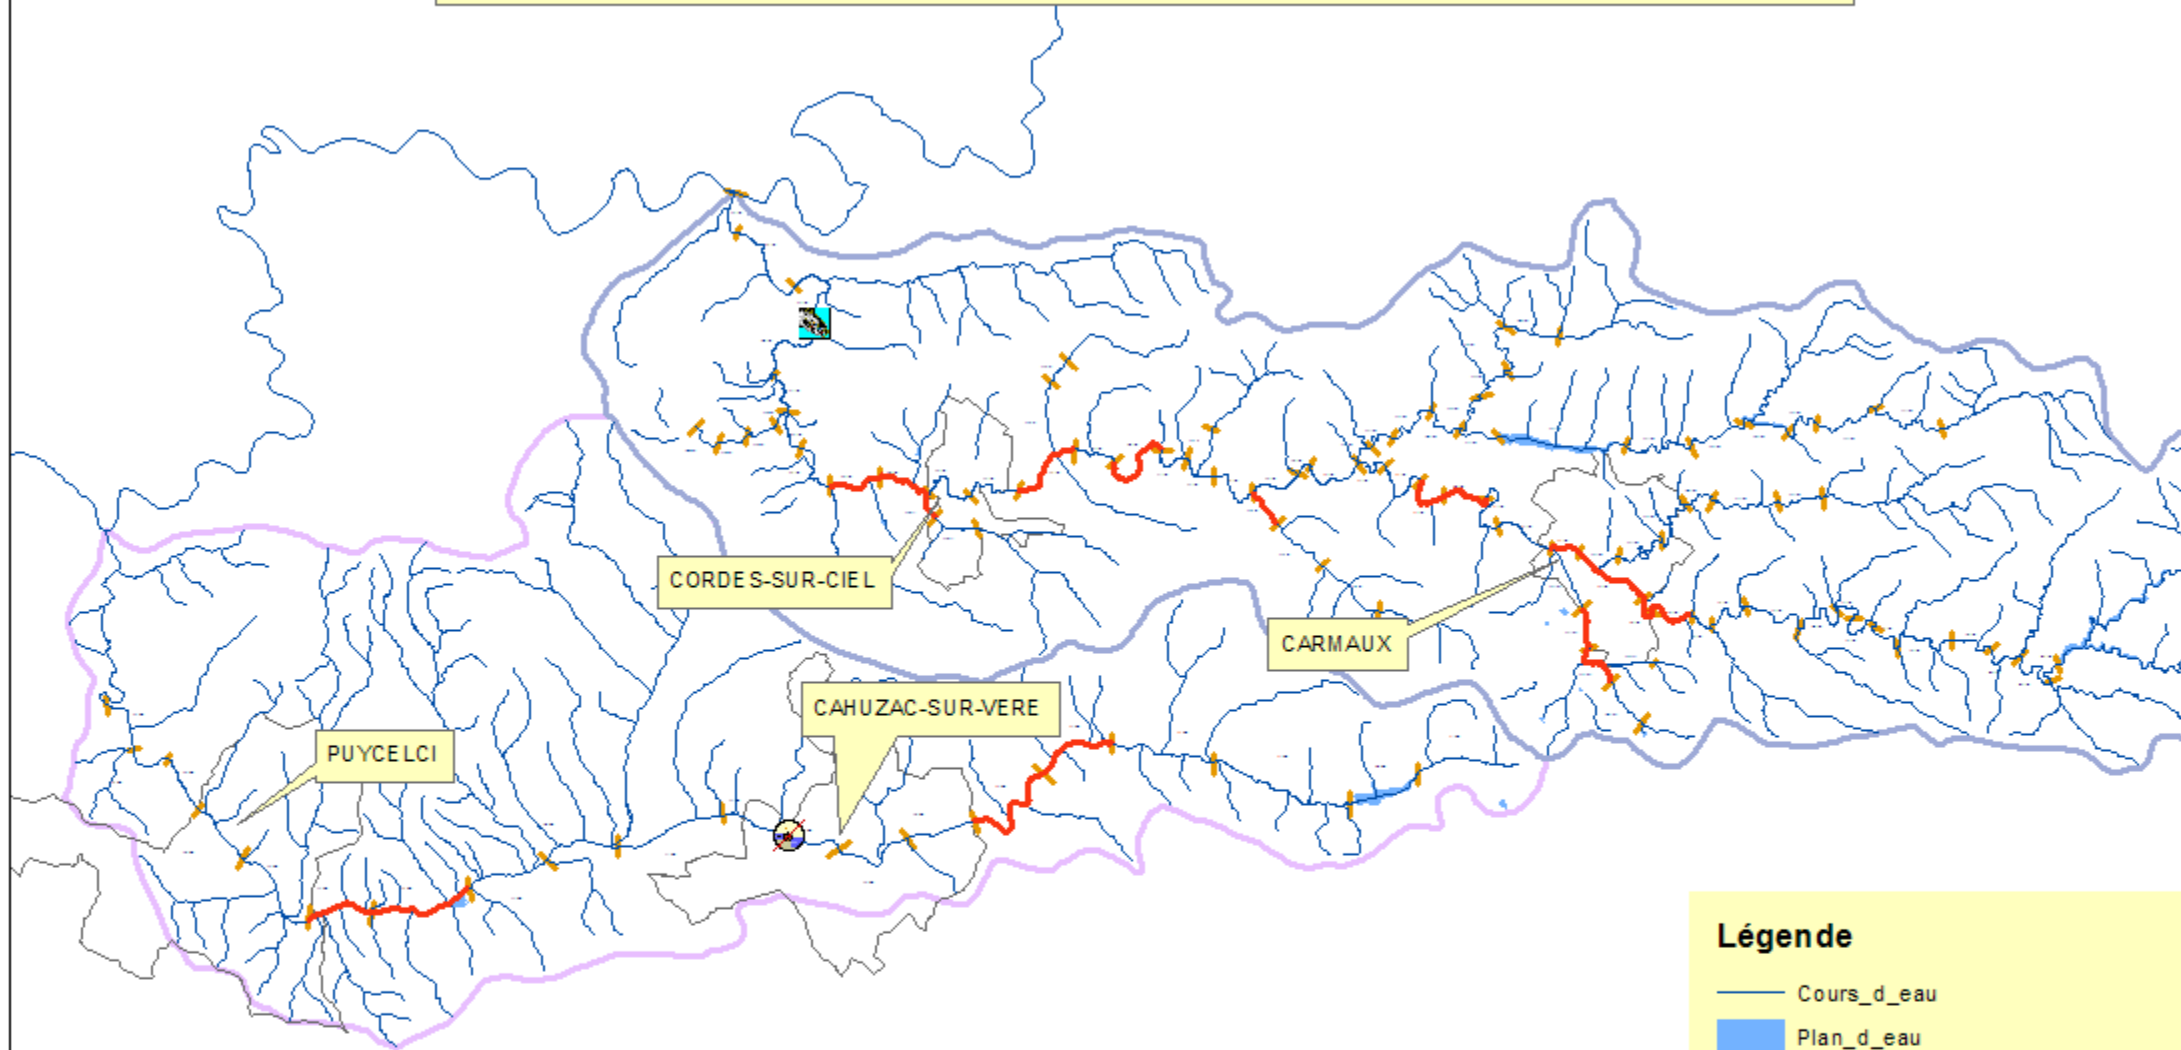 CORDES-SUR-CIEL
CARMAUX
CAHUZAC-SUR-VERE
PUYCELCI
Légende
Cours_d_eau
Plan_d_eau